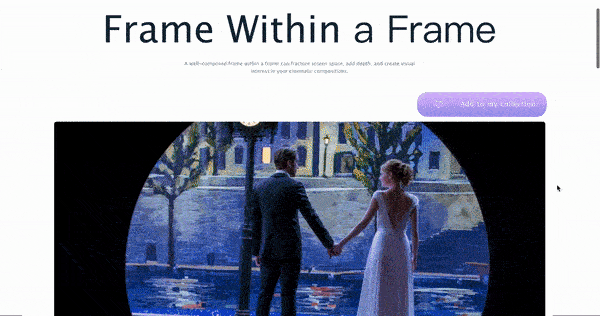 Frame Within a Frame
A well-composed frame within a frame can fracture screen space, add depth, and create visual
interest in your cinematic compositions.
Add to my collection